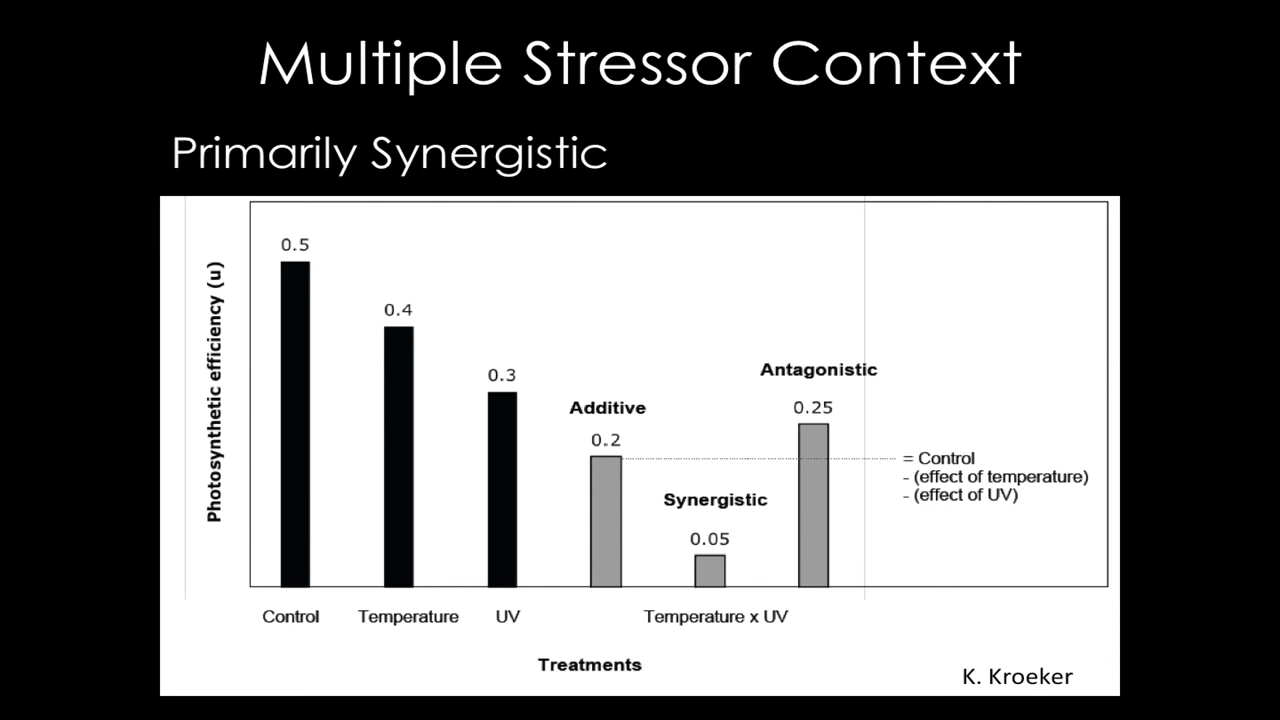 Multiple Stressor Context
Primarily Synergistic
Photosynthetic efficiency (u)
0.5
0.4
0.3
Additive
0.2
Synergistic
0.05
Antagonistic
0.25
= Control
- (effect of temperature)
- (effect of UV)
Control
Temperature
UV
Temperature x UV
Treatments
K. Kroeker